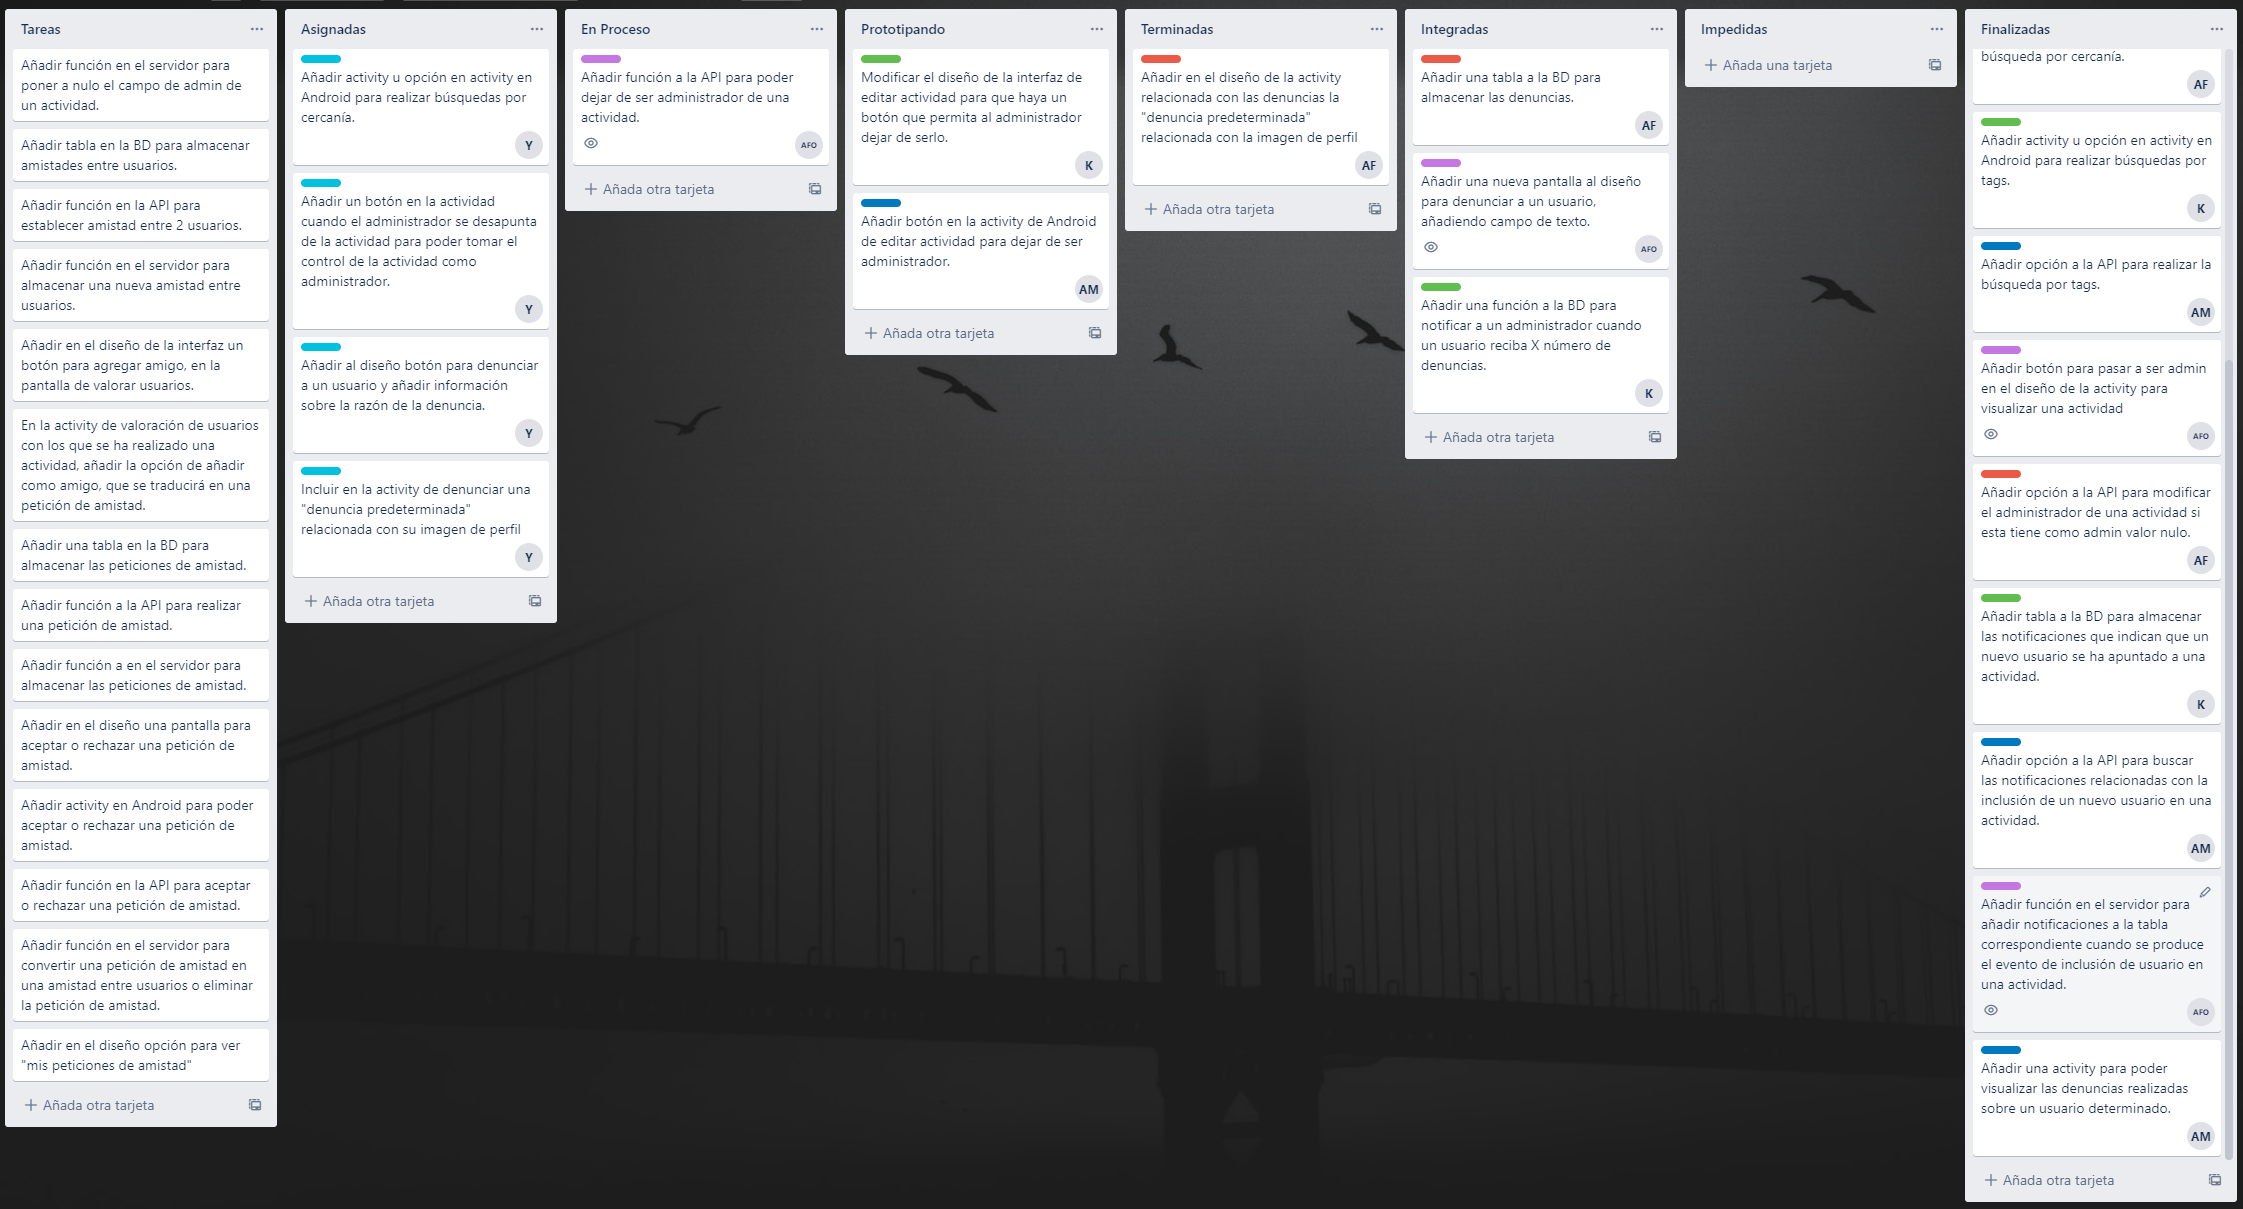 Tareas
Añadir función en el servidor para
poner a nulo el campo de admin de
un actividad.
Añadir tabla en la BD para almacenar
amistades entre usuarios.
Añadir función en la API para
establecer amistad entre 2 usuarios.
Añadir función en el servidor para
almacenar una nueva amistad entre
usuarios.
Añadir en el diseño de la interfaz un
botón para agregar amigo, en la
pantalla de valorar usuarios.
En la activity de valoración de usuarios
con los que se ha realizado una
actividad, añadir la opción de añadir
como amigo, que se traducirá en una
petición de amistad.
Añadir una tabla en la BD para
almacenar las peticiones de amistad.
Añadir función a la API para realizar
una petición de amistad.
Añadir función a en el servidor para
almacenar las peticiones de amistad.
Añadir en el diseño una pantalla para
aceptar o rechazar una petición de
amistad.
Añadir activity en Android para poder
aceptar o rechazar una petición de
amistad.
Añadir función en la API para aceptar
o rechazar una petición de amistad.
Añadir función en el servidor para
convertir una petición de amistad en
una amistad entre usuarios o eliminar
la petición de amistad.
Añadir en el diseño opción para ver
"mis peticiones de amistad"
Añada otra tarjeta
Asignadas
Añadir activity u opción en activity en
Android para realizar búsquedas por
cercanía.
Y
Añadir un botón en la actividad
cuando el administrador se desapunta
de la actividad para poder tomar el
control de la actividad como
administrador.
Y
Añadir al diseño botón para denunciar
a un usuario y añadir información
sobre la razón de la denuncia.
Y
Incluir en la activity de denunciar una
"denuncia predeterminada"
relacionada con su imagen de perfil
Y
Añada otra tarjeta
En Proceso
Añadir función a la API para poder
dejar de ser administrador de una
actividad.
AFO
Añada otra tarjeta
Prototipando
Modificar el diseño de la interfaz de
editar actividad para que haya un
botón que permita al administrador
dejar de serlo.
K
Añadir botón en la activity de Android
de editar actividad para dejar de ser
administrador.
AM
Añada otra tarjeta
Terminadas
Añadir en el diseño de la activity
relacionada con las denuncias la
"denuncia predeterminada"
relacionada con la imagen de perfil
AF
Añada otra tarjeta
Integradas
Añadir una tabla a la BD para
almacenar las denuncias.
AF
Añadir una nueva pantalla al diseño
para denunciar a un usuario,
añadiendo campo de texto.
AFO
Añadir una función a la BD para
notificar a un administrador cuando
un usuario reciba X número de
denuncias.
K
Añada otra tarjeta
Impedidas
Añada una tarjeta
Finalizadas
búsqueda por cercanía.
AF
Añadir activity u opción en activity en
Android para realizar búsquedas por
tags.
K
Añadir opción a la API para realizar la
búsqueda por tags.
AM
Añadir botón para pasar a ser admin
en el diseño de la activity para
visualizar una actividad
AFO
Añadir opción a la API para modificar
el administrador de una actividad si
esta tiene como admin valor nulo.
AF
Añadir tabla a la BD para almacenar
las notificaciones que indican que un
nuevo usuario se ha apuntado a una
actividad.
K
Añadir opción a la API para buscar
las notificaciones relacionadas con la
inclusión de un nuevo usuario en una
actividad.
AM
Añadir función en el servidor para
añadir notificaciones a la tabla
correspondiente cuando se produce
el evento de inclusión de usuario en
una actividad.
AFO
Añadir una activity para poder
visualizar las denuncias realizadas
sobre un usuario determinado.
AM
Añada otra tarjeta